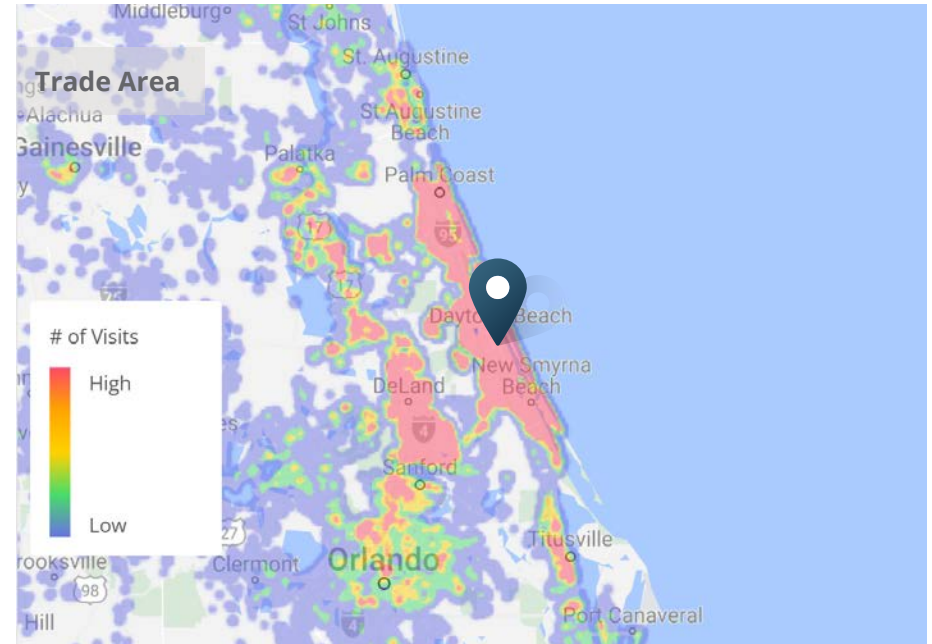 Middleburg
St Johns
St. Augustine
Trade Area
Alachua
St Augustine
Beach
Gainesville
Palatka
Palm Coast
17
95
17
75
Daytona Beach
# of Visits
High
New Smyrna
Beach
DeLand
4
Sanford
Low
27
Titusville
rooksville
Clermont
Orlando
98
Hill
4
Port Canaveral